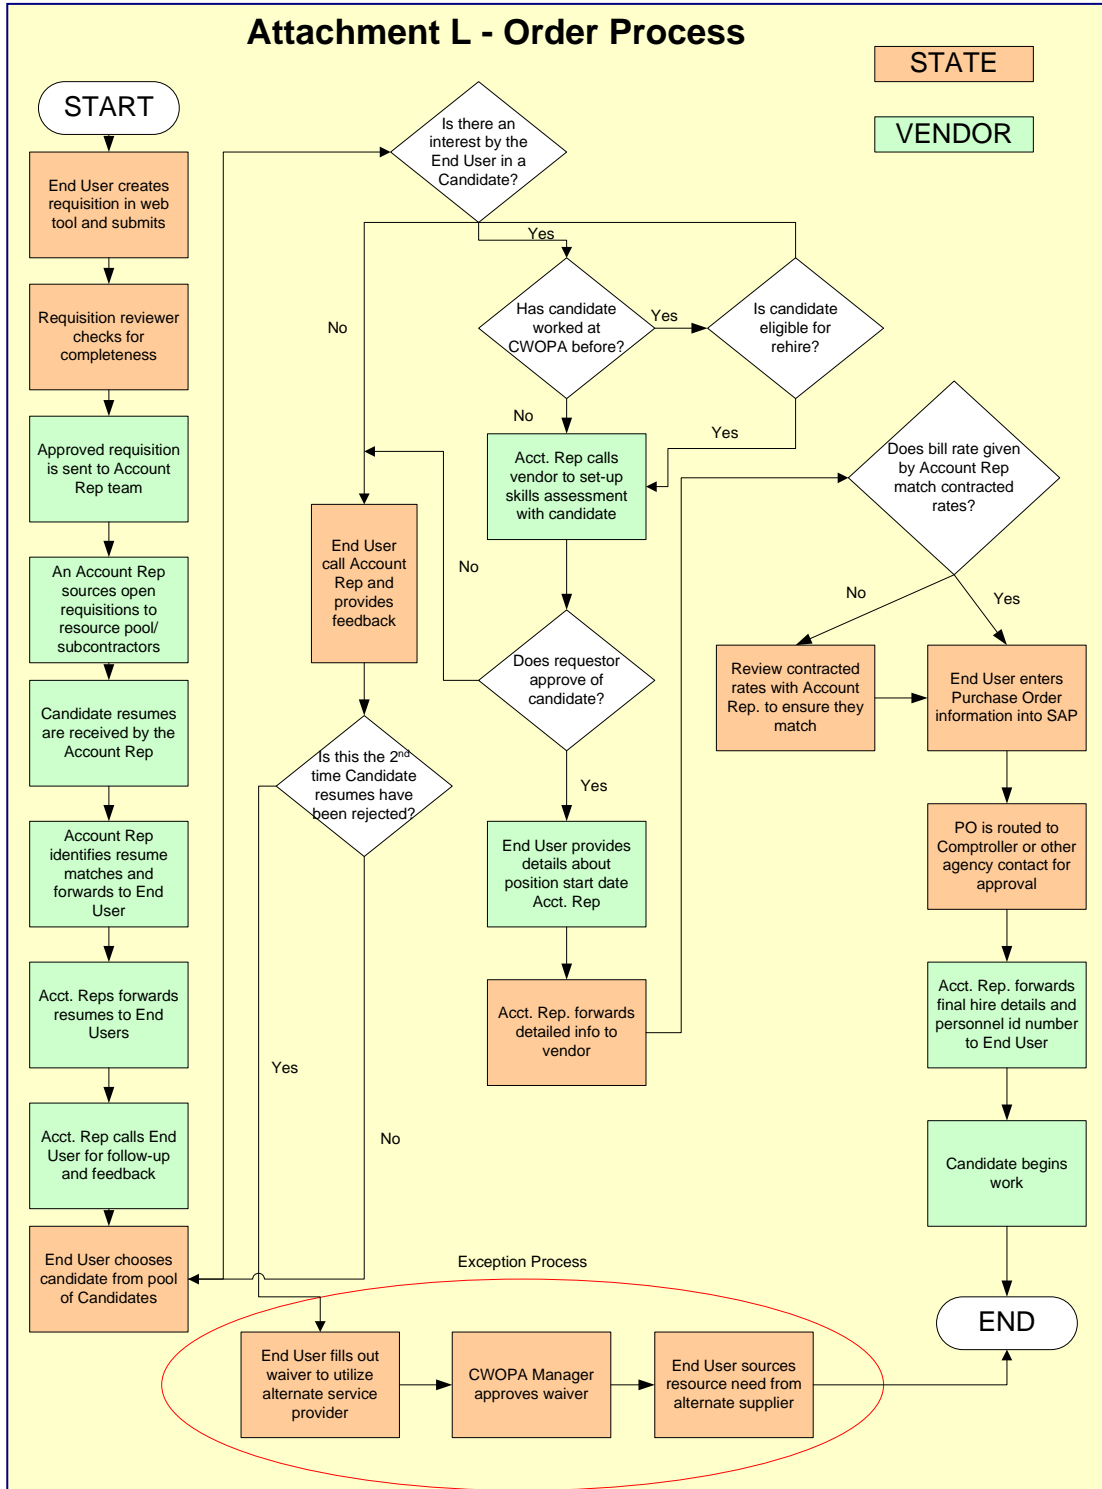 Attachment L - Order Process
STATE
VENDOR
START
End User creates
requisition in web
tool and submits
Requisition reviewer
checks for
completeness
Approved requisition
is sent to Account
Rep team
An Account Rep
sources open
requisitions to
resource pool/
subcontractors
Candidate resumes
are received by the
Account Rep
Account Rep
identifies resume
matches and
forwards to End
User
Acct. Reps forwards
resumes to End
Users
Acct. Rep calls End
User for follow-up
and feedback
End User chooses
candidate from pool
of Candidates
Is there an
interest by the
End User in a
Candidate?
Yes
No
Has candidate
worked at
CWOPA before?
Yes
Is candidate
eligible for
rehire?
No
Yes
Acct. Rep calls
vendor to set-up
skills assessment
with candidate
End User
call Account
Rep and
provides
feedback
No
Does requestor
approve of
candidate?
Is this the 2nd
time Candidate
resumes have
been rejected?
Yes
End User provides
details about
position start date
Acct. Rep
Acct. Rep. forwards
detailed info to
vendor
Yes
No
Does bill rate given
by Account Rep
match contracted
rates?
No
Yes
Review contracted
rates with Account
Rep. to ensure they
match
End User enters
Purchase Order
information into SAP
PO is routed to
Comptroller or other
agency contact for
approval
Acct. Rep. forwards
final hire details and
personnel id number
to End User
Candidate begins
work
END
Exception Process
End User fills out
waiver to utilize
alternate service
provider
CWOPA Manager
approves waiver
End User sources
resource need from
alternate supplier